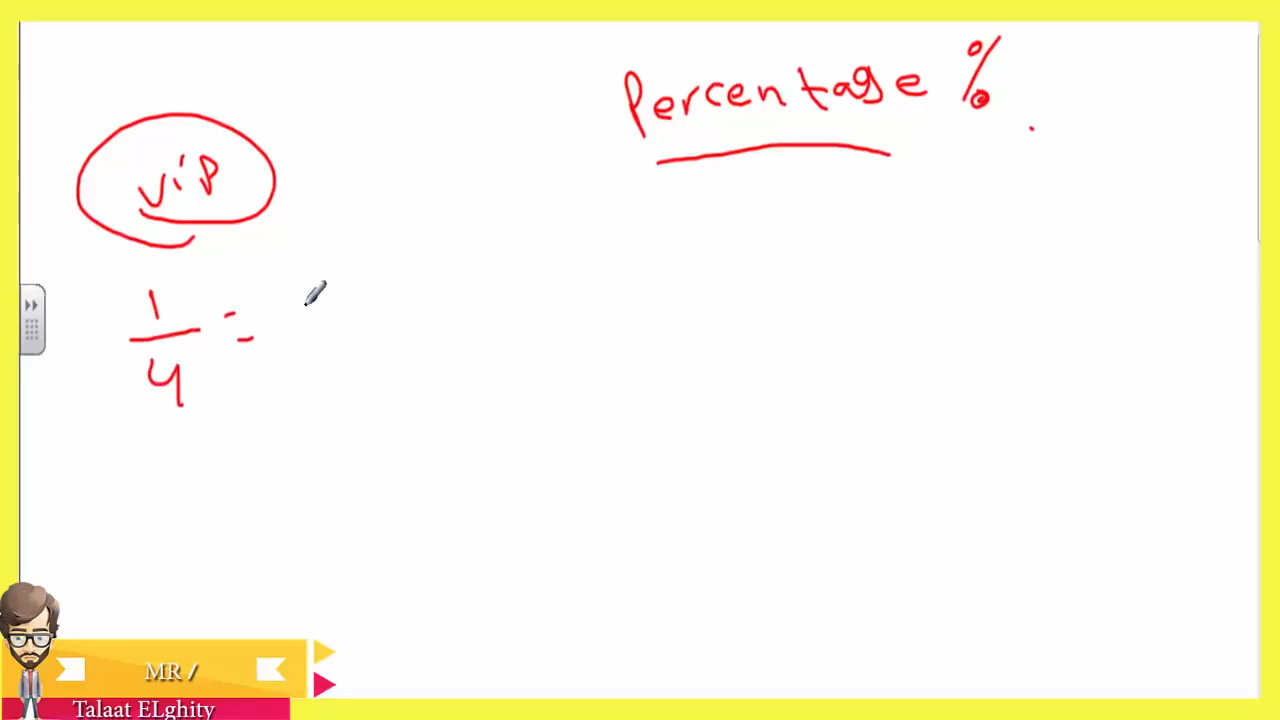 Percentage %
vip
1/4 =
MR /
Talaat ELghity